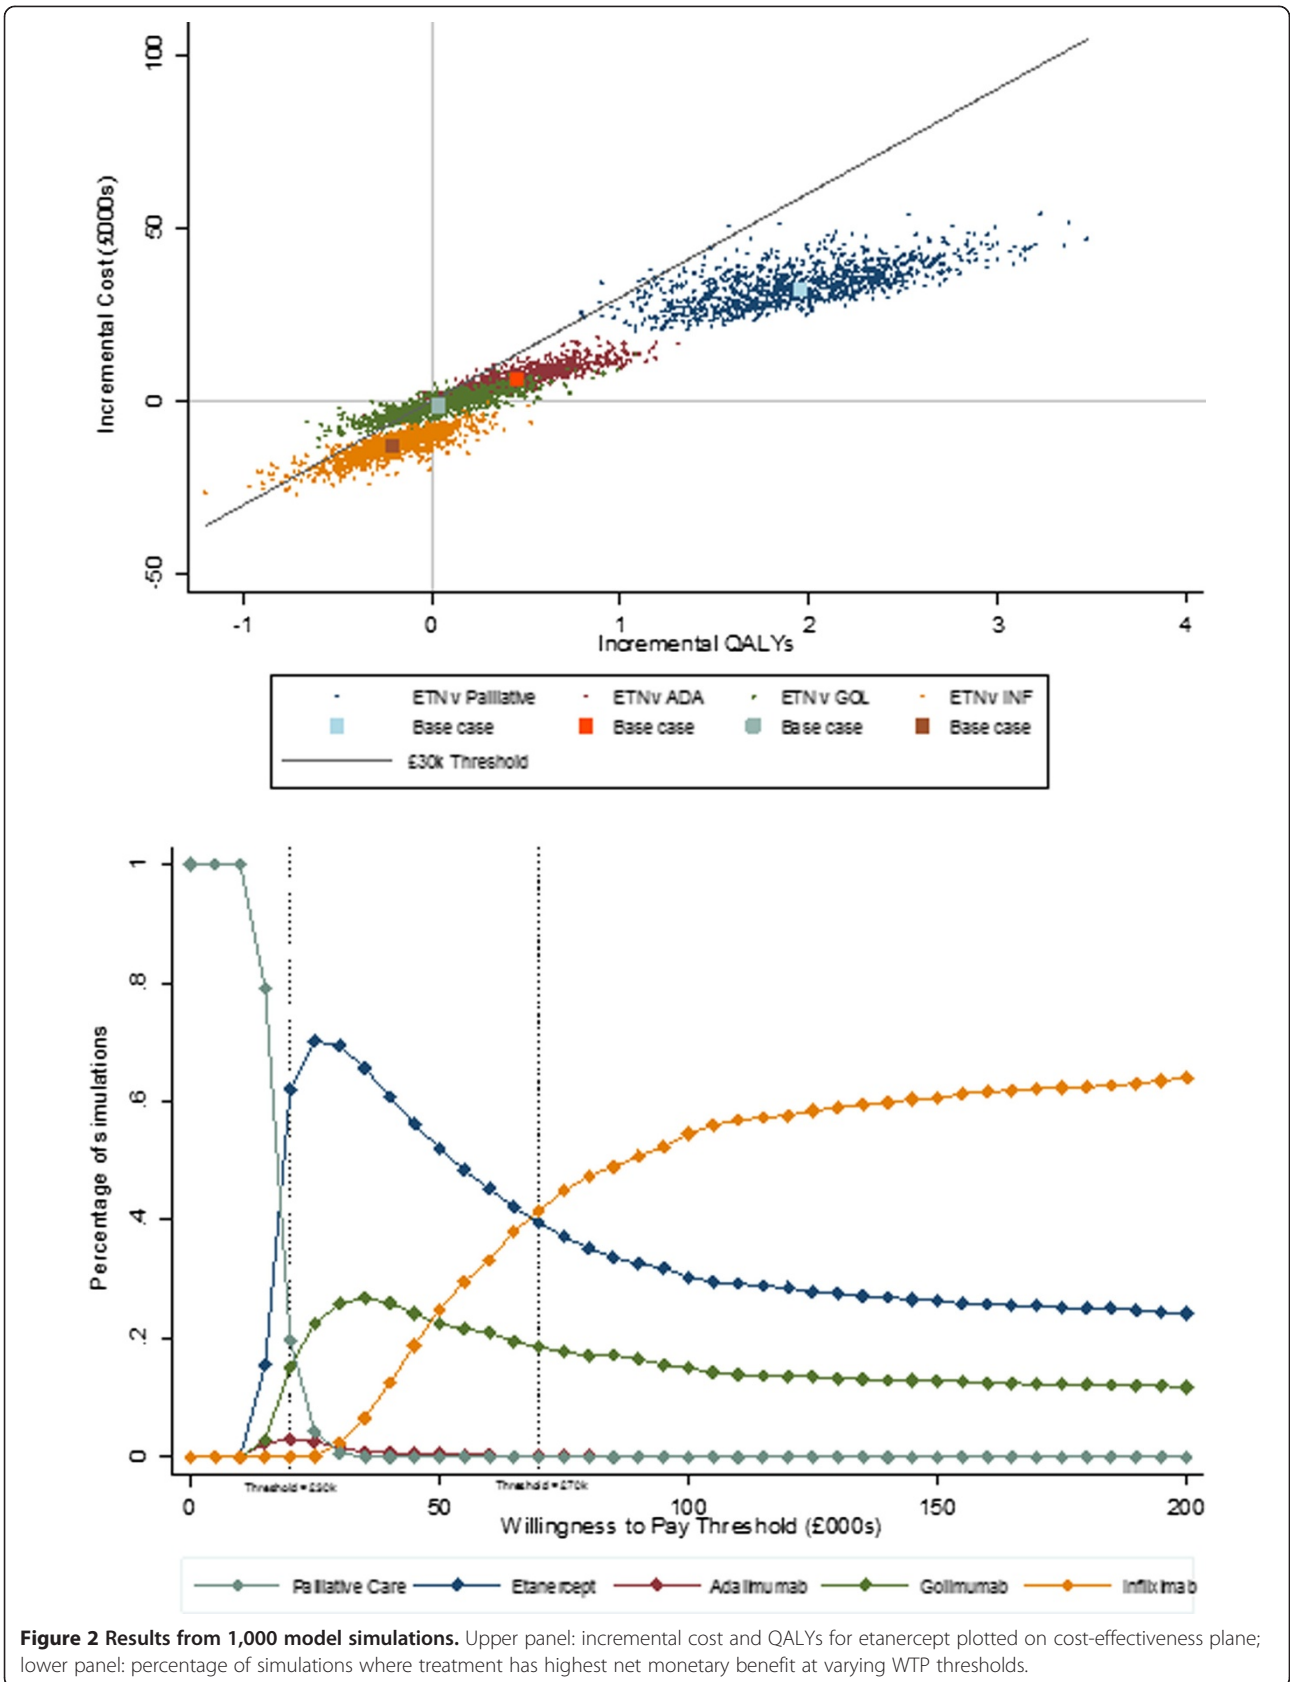 100
50
0
-50
Incremental Cost (£000s)
-1 0 1 2 3 4
Incremental QALYs
ETN v Palliative ETN v ADA ETN v GOL ETN v INF
Base case Base case Base case Base case
£30k Threshold
1
.8
.6
.4
.2
0
Percentage of simulations
Threshold = £70k
0 50 100 150 200
Willingness to Pay Threshold (£000s)
Palliative Care Etanercept Adalimumab Golimumab Infliximab
Figure 2 Results from 1,000 model simulations. Upper panel: incremental cost and QALYs for etanercept plotted on cost-effectiveness plane;
lower panel: percentage of simulations where treatment has highest net monetary benefit at varying WTP thresholds.